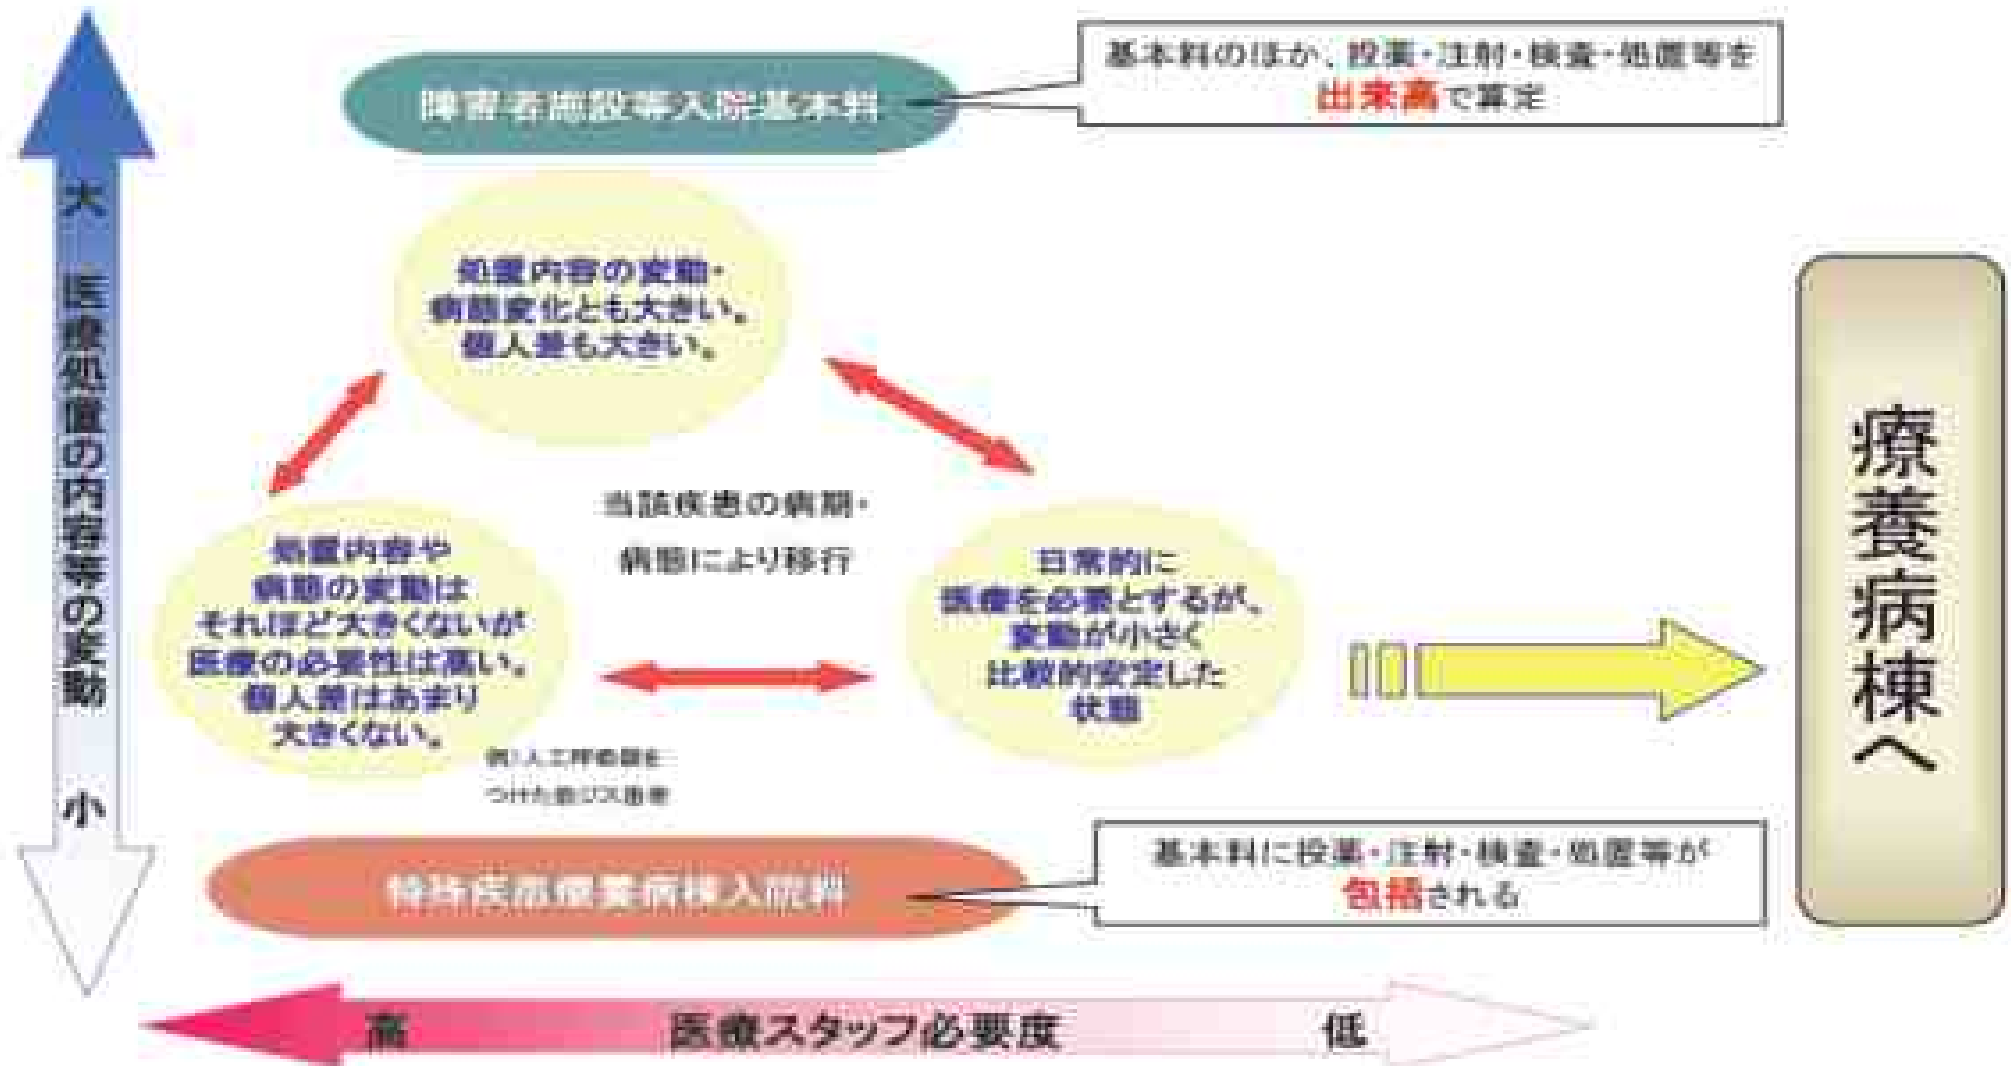 障害者施設等入院基本料
基本料のほか、投薬・注射・検査・処置等を
出来高で算定
大 医療処置の内容等の変動 小
処置内容の変動・
病態変化とも大きい。
個人差も大きい。
当該疾患の病期・
病態により移行
処置内容や
病態の変動は
それほど大きくないが
医療の必要性は高い。
個人差はあまり
大きくない。
例)人工呼吸器を
つけた筋ジス患者
日常的に
医療を必要とするが、
変動が小さく
比較的安定した
状態
療養病棟へ
特殊疾患療養病棟入院料
基本料に投薬・注射・検査・処置等が
包括される
高 医療スタッフ必要度 低